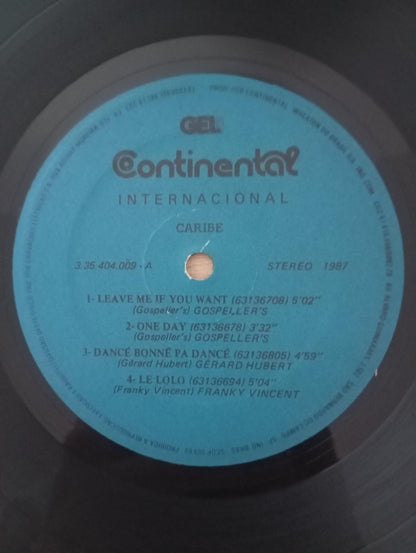 GEL
Continental
INTERNACIONAL
CARIBE
3.35.404.009 - A
STEREO 1987
1- LEAVE ME IF YOU WANT (63136708) 5'02"
(Gospeller's) GOSPELLER'S
2- ONE DAY (63136678) 3'32"
(Gospeller's) GOSPELLER'S
3- DANCÉ BONNĒ PA DANCÉ (63136805) 4'59"
(Gérard Hubert) GÉRARD HUBERT
4- LE LOLO (63136694) 5'04"
(Franky Vincent) FRANKY VINCENT